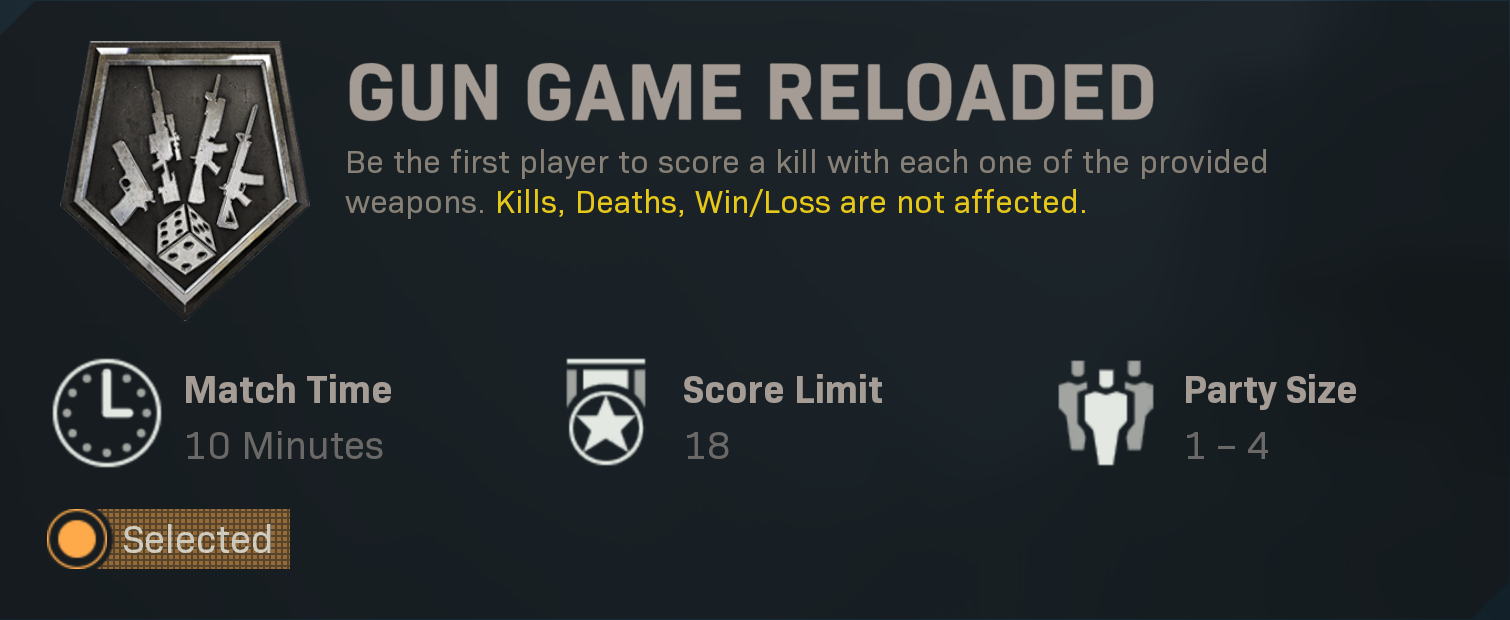 GUN GAME RELOADED
Be the first player to score a kill with each one of the provided
weapons. Kills, Deaths, Win/Loss are not affected.
Match Time
10 Minutes
Score Limit
18
Party Size
1 – 4
Selected